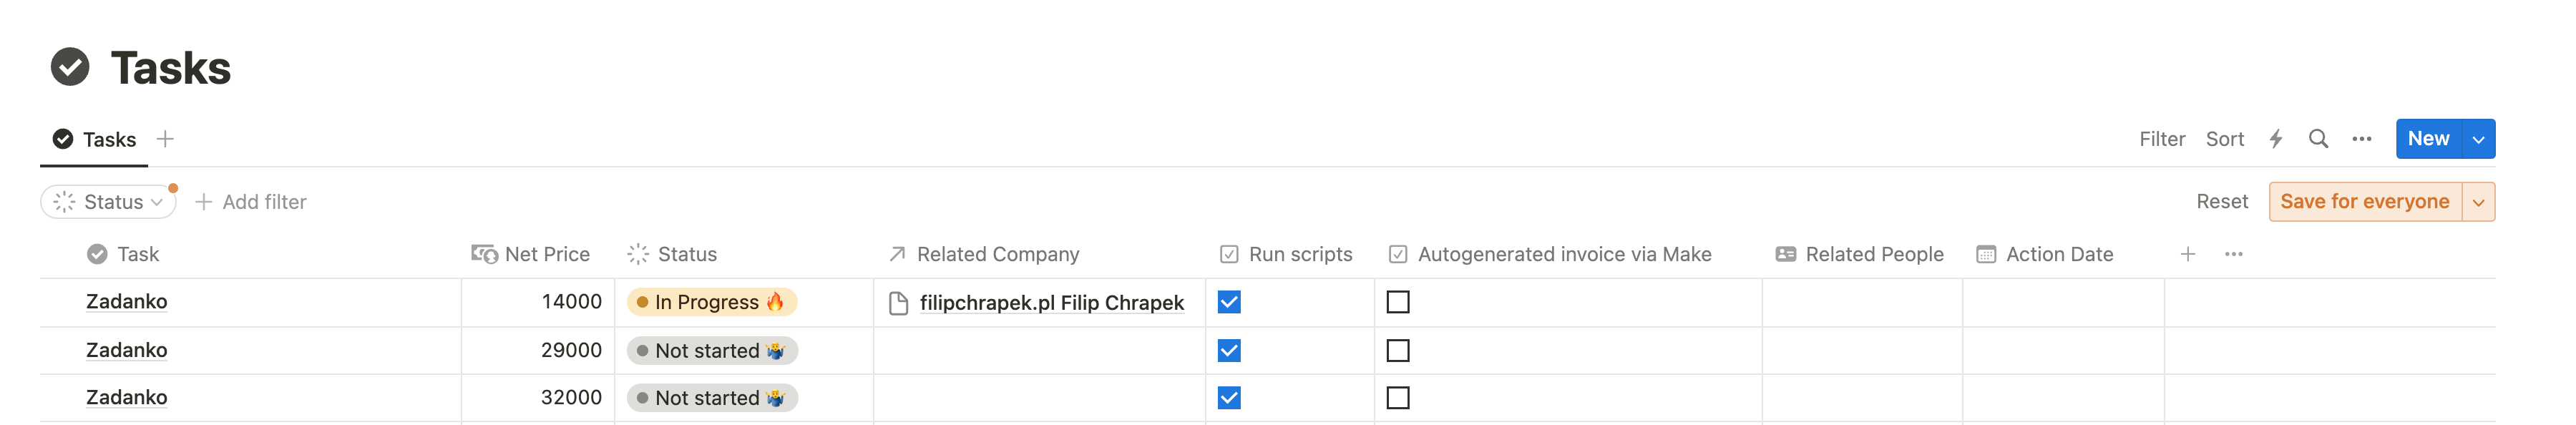 Tasks
Tasks Filter Sort New
Status Add filter Reset Save for everyone
Task Net Price Status Related Company Run scripts Autogenerated invoice via Make Related People Action Date
Zadanko 14000 In Progress 🔥 filipchrapek.pl Filip Chrapek
Zadanko 29000 Not started 🤷‍♂️
Zadanko 32000 Not started 🤷‍♂️